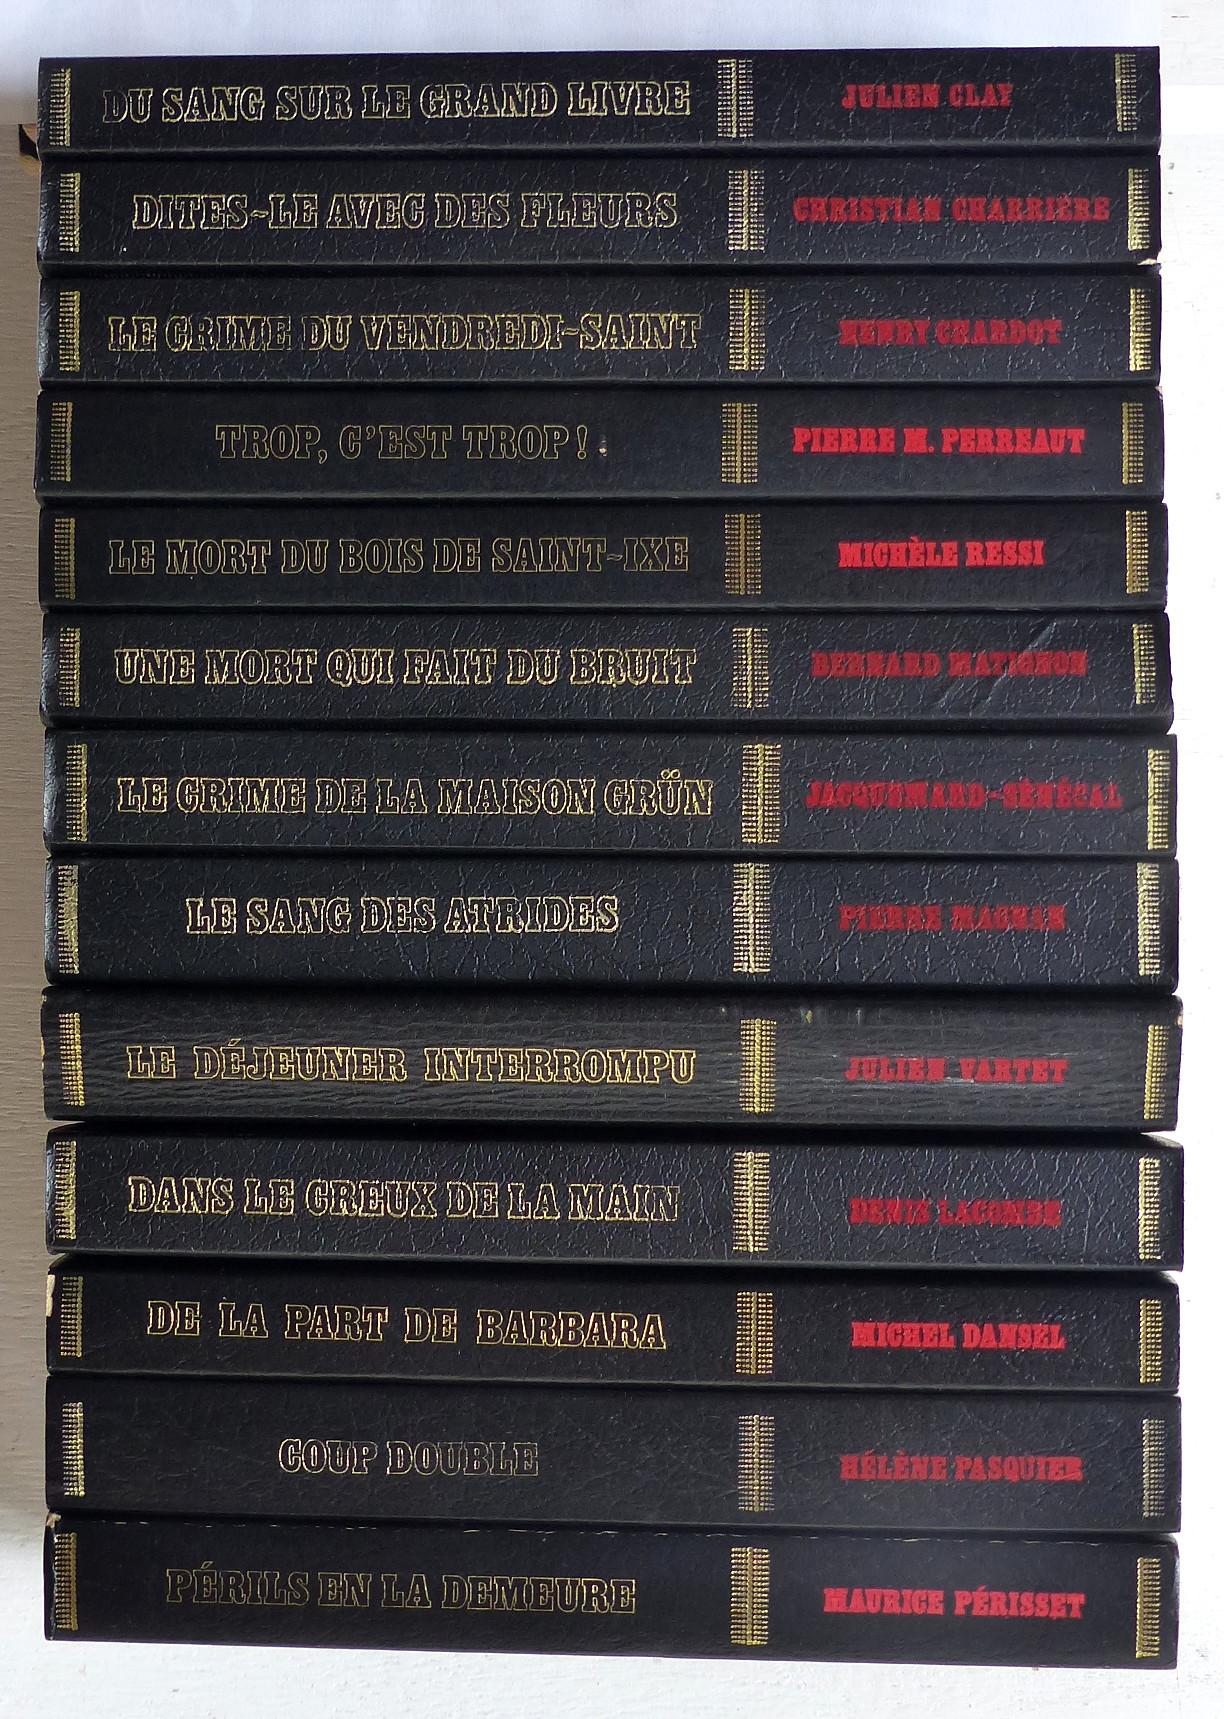 DU SANG SUR LE GRAND LIVRE JULIEN CLAY
DITES~LE AVEC DES FLEURS CHRISTIAN CHARRIÈRE
LE CRIME DU VENDREDI~SAINT HENRY CHARDOT
TROP, C'EST TROP ! PIERRE M. PERREAUT
LE MORT DU BOIS DE SAINT~IXE MICHÈLE RESSI
UNE MORT QUI FAIT DU BRUIT BERNARD MATIGNON
LE CRIME DE LA MAISON GRÜN JACQUEMARD~SÉNÉCAL
LE SANG DES ATRIDES PIERRE MAGNAN
LE DÉJEUNER INTERROMPU JULIEN VARTET
DANS LE CREUX DE LA MAIN DENIS LACOMBE
DE LA PART DE BARBARA MICHEL DANSEL
COUP DOUBLE HÉLÈNE PASQUIER
PÉRILS EN LA DEMEURE MAURICE PÉRISSET